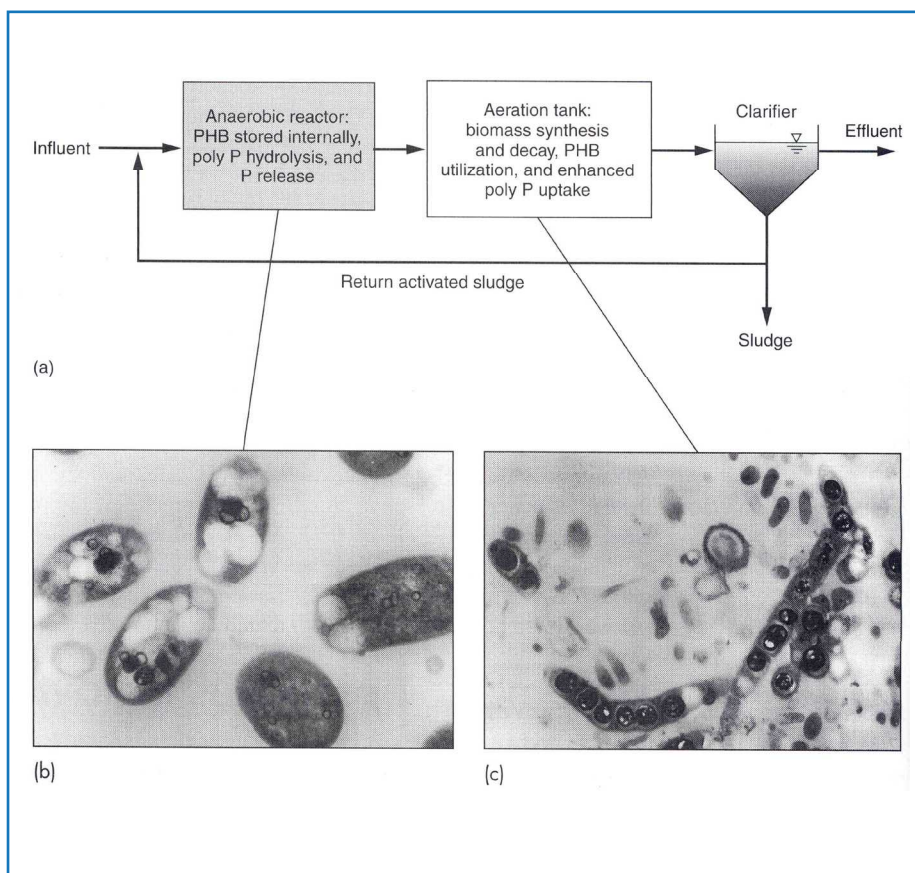 Anaerobic reactor:
PHB stored internally,
poly P hydrolysis, and
P release
Aeration tank:
biomass synthesis
and decay, PHB
utilization, and enhanced
poly P uptake
Clarifier
Influent
Effluent
Return activated sludge
Sludge
(a)
(b)
(c)